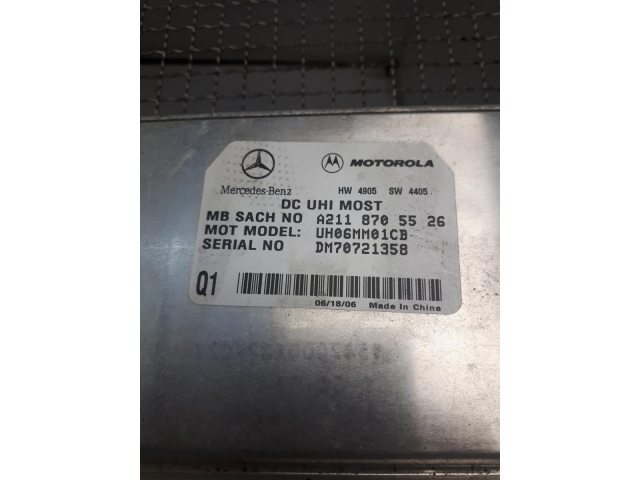 Mercedes-Benz MOTOROLA
HW 4905 SW 4405
DC UHI MOST
MB SACH NO A211 870 55 26
MOT MODEL: UH06MM01CB
SERIAL NO DM70721358
Q1
06/18/06 Made in China